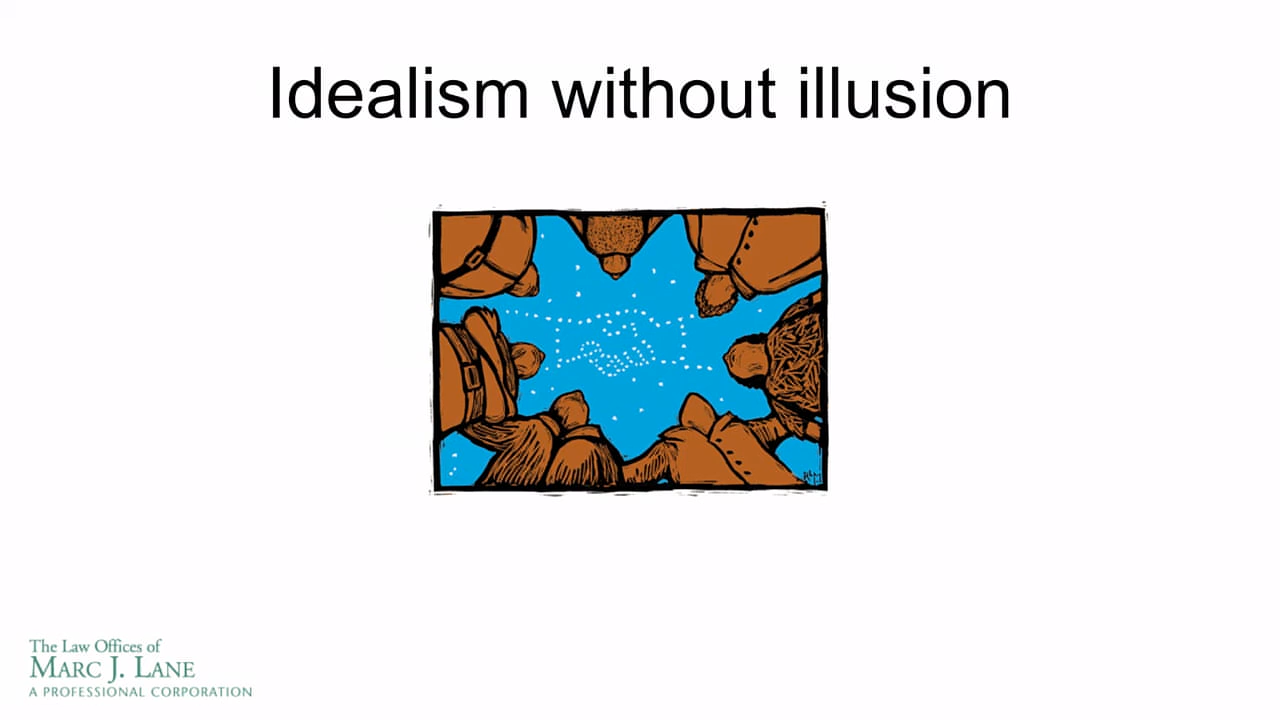 Idealism without illusion
The Law Offices of
MARC J. LANE
A PROFESSIONAL CORPORATION